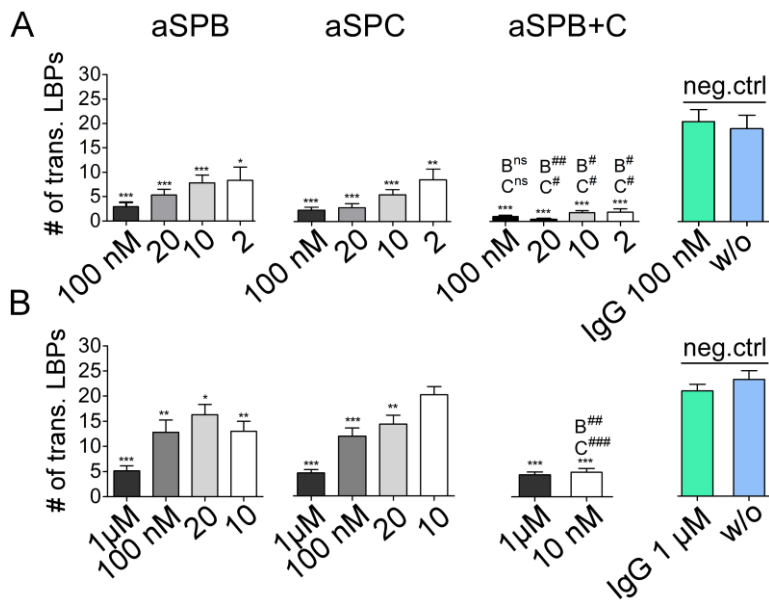 A
aSPB
aSPC
aSPB+C
# of trans. LBPs
30
25
20
15
10
5
0
***
***
***
*
100 nM
20
10
2
***
***
***
**
100 nM
20
10
2
Bns B## B# B#
Cns C# C# C#
***
***
***
***
100 nM
20
10
2
neg.ctrl
IgG 100 nM
w/o
B
# of trans. LBPs
30
25
20
15
10
5
0
***
**
*
**
1µM
100 nM
20
10
***
***
**
1µM
100 nM
20
10
B##
C###
***
***
1µM
10 nM
neg.ctrl
IgG 1 µM
w/o